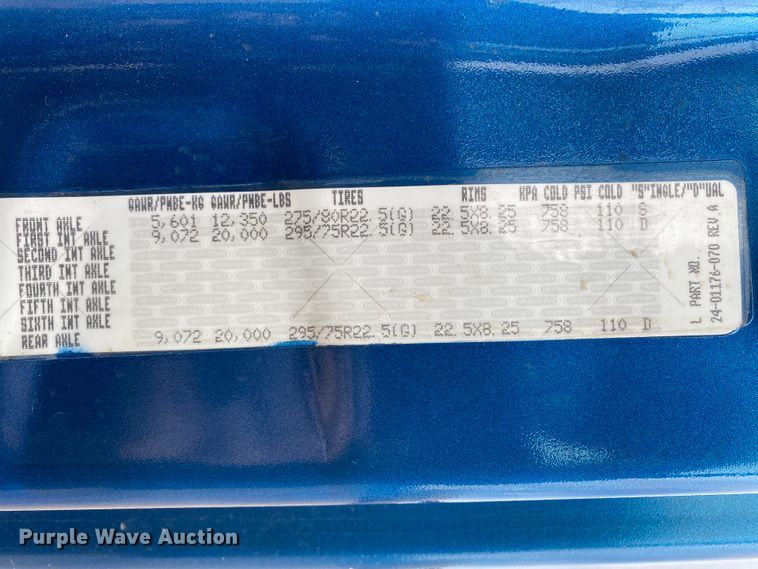 GAWR/PNBE-KG GAWR/PNBE-LBS TIRES RIMS KPA COLD PSI COLD "S"INGLE/"D"UAL
FRONT AXLE 5,601 12,350 275/80R22.5(G) 22.5X8.25 758 110 S
FIRST INT AXLE 9,072 20,000 295/75R22.5(G) 22.5X8.25 758 110 D
SECOND INT AXLE
THIRD INT AXLE
FOURTH INT AXLE
FIFTH INT AXLE
SIXTH INT AXLE
REAR AXLE 9,072 20,000 295/75R22.5(G) 22.5X8.25 758 110 D
L PART NO.
24-01176-070 REV A
Purple Wave Auction